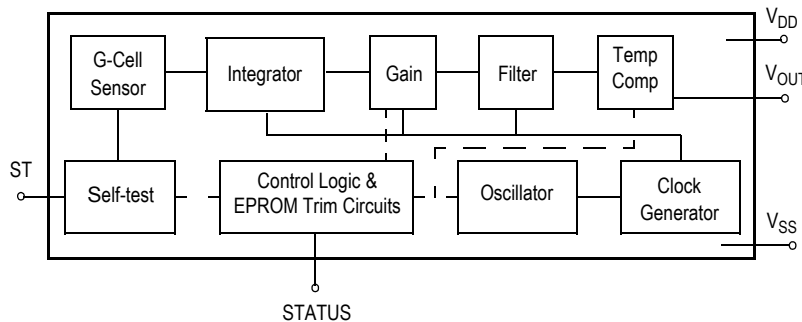 V_DD
G-Cell
Sensor
Integrator
Gain
Filter
Temp
Comp
V_OUT
ST
Self-test
Control Logic &
EPROM Trim Circuits
Oscillator
Clock
Generator
V_SS
STATUS